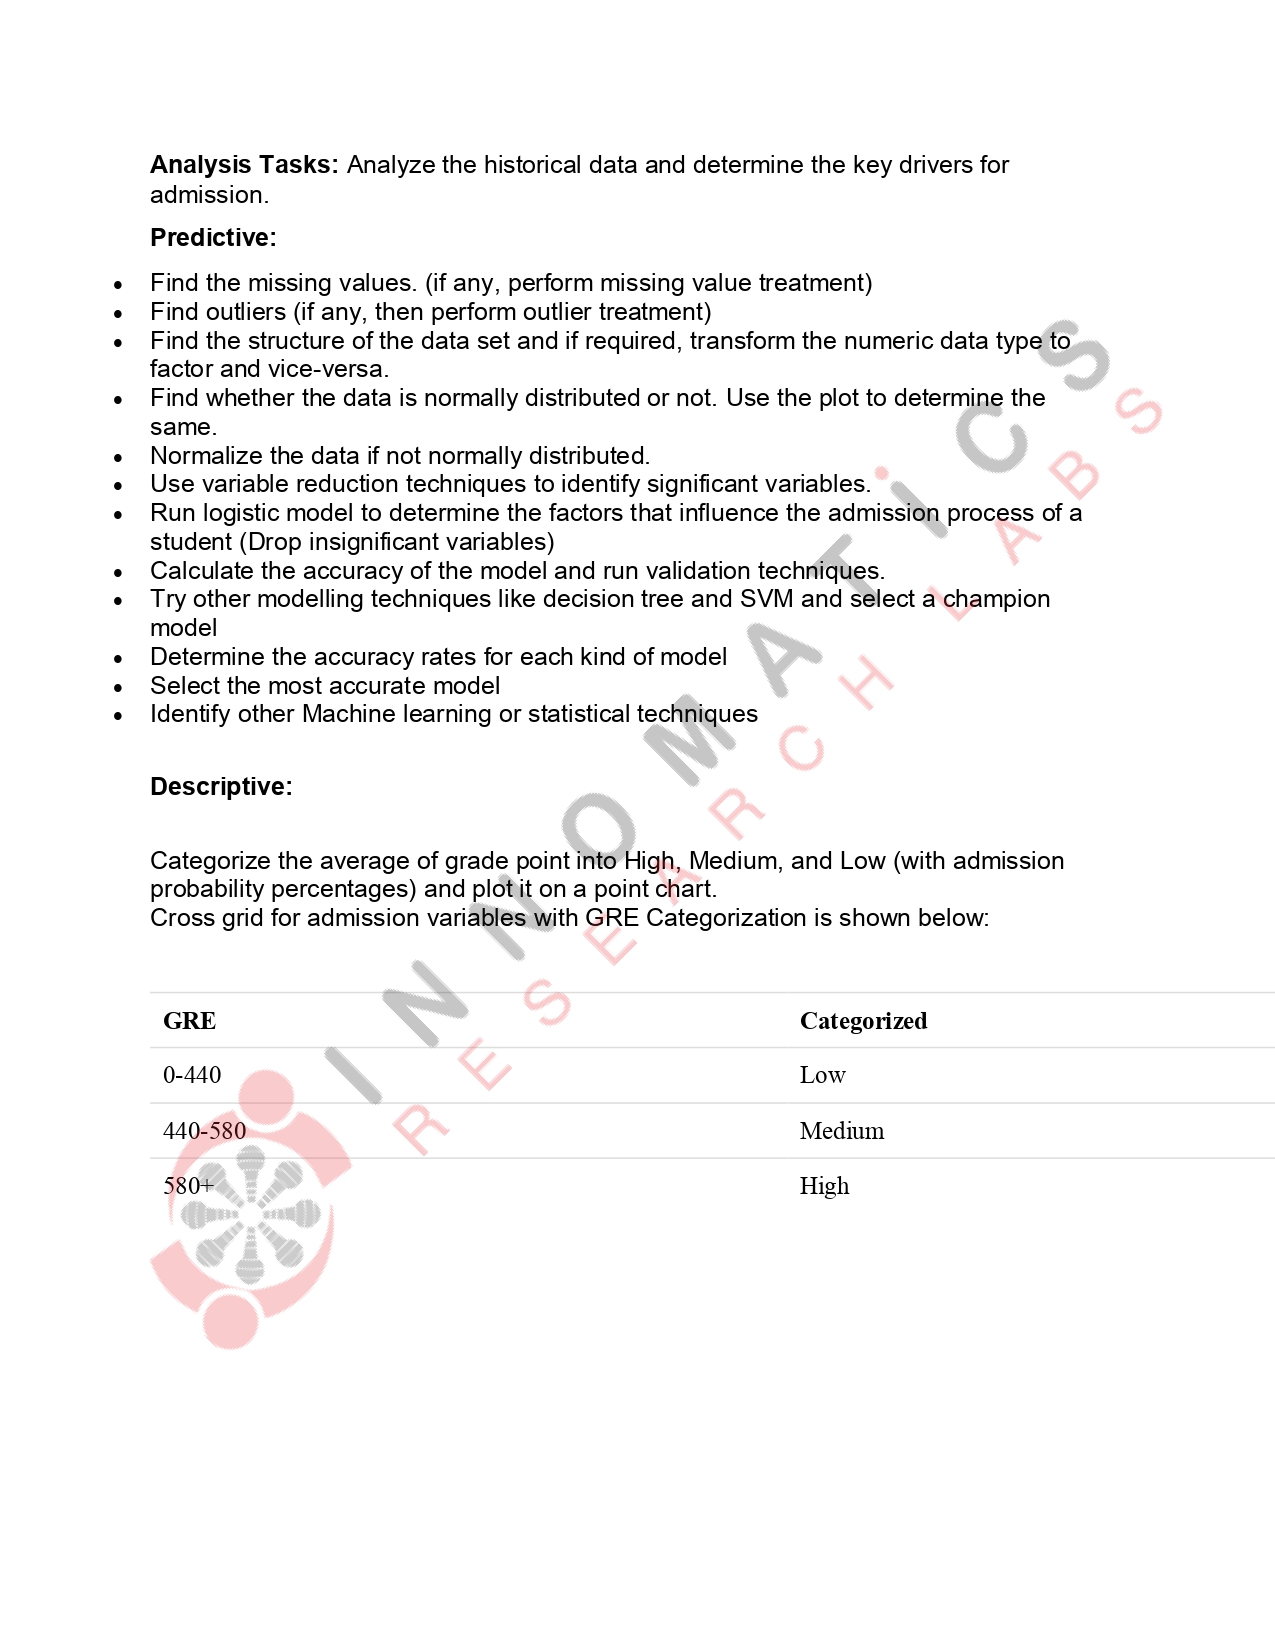 Analysis Tasks: Analyze the historical data and determine the key drivers for
admission.
Predictive:
• Find the missing values. (if any, perform missing value treatment)
• Find outliers (if any, then perform outlier treatment)
• Find the structure of the data set and if required, transform the numeric data type to
factor and vice-versa.
• Find whether the data is normally distributed or not. Use the plot to determine the
same.
• Normalize the data if not normally distributed.
• Use variable reduction techniques to identify significant variables.
• Run logistic model to determine the factors that influence the admission process of a
student (Drop insignificant variables)
• Calculate the accuracy of the model and run validation techniques.
• Try other modelling techniques like decision tree and SVM and select a champion
model
• Determine the accuracy rates for each kind of model
• Select the most accurate model
• Identify other Machine learning or statistical techniques
Descriptive:
Categorize the average of grade point into High, Medium, and Low (with admission
probability percentages) and plot it on a point chart.
Cross grid for admission variables with GRE Categorization is shown below:
GRE Categorized
0-440 Low
440-580 Medium
580+ High
INNOMATiCS
RESEARCH LABS